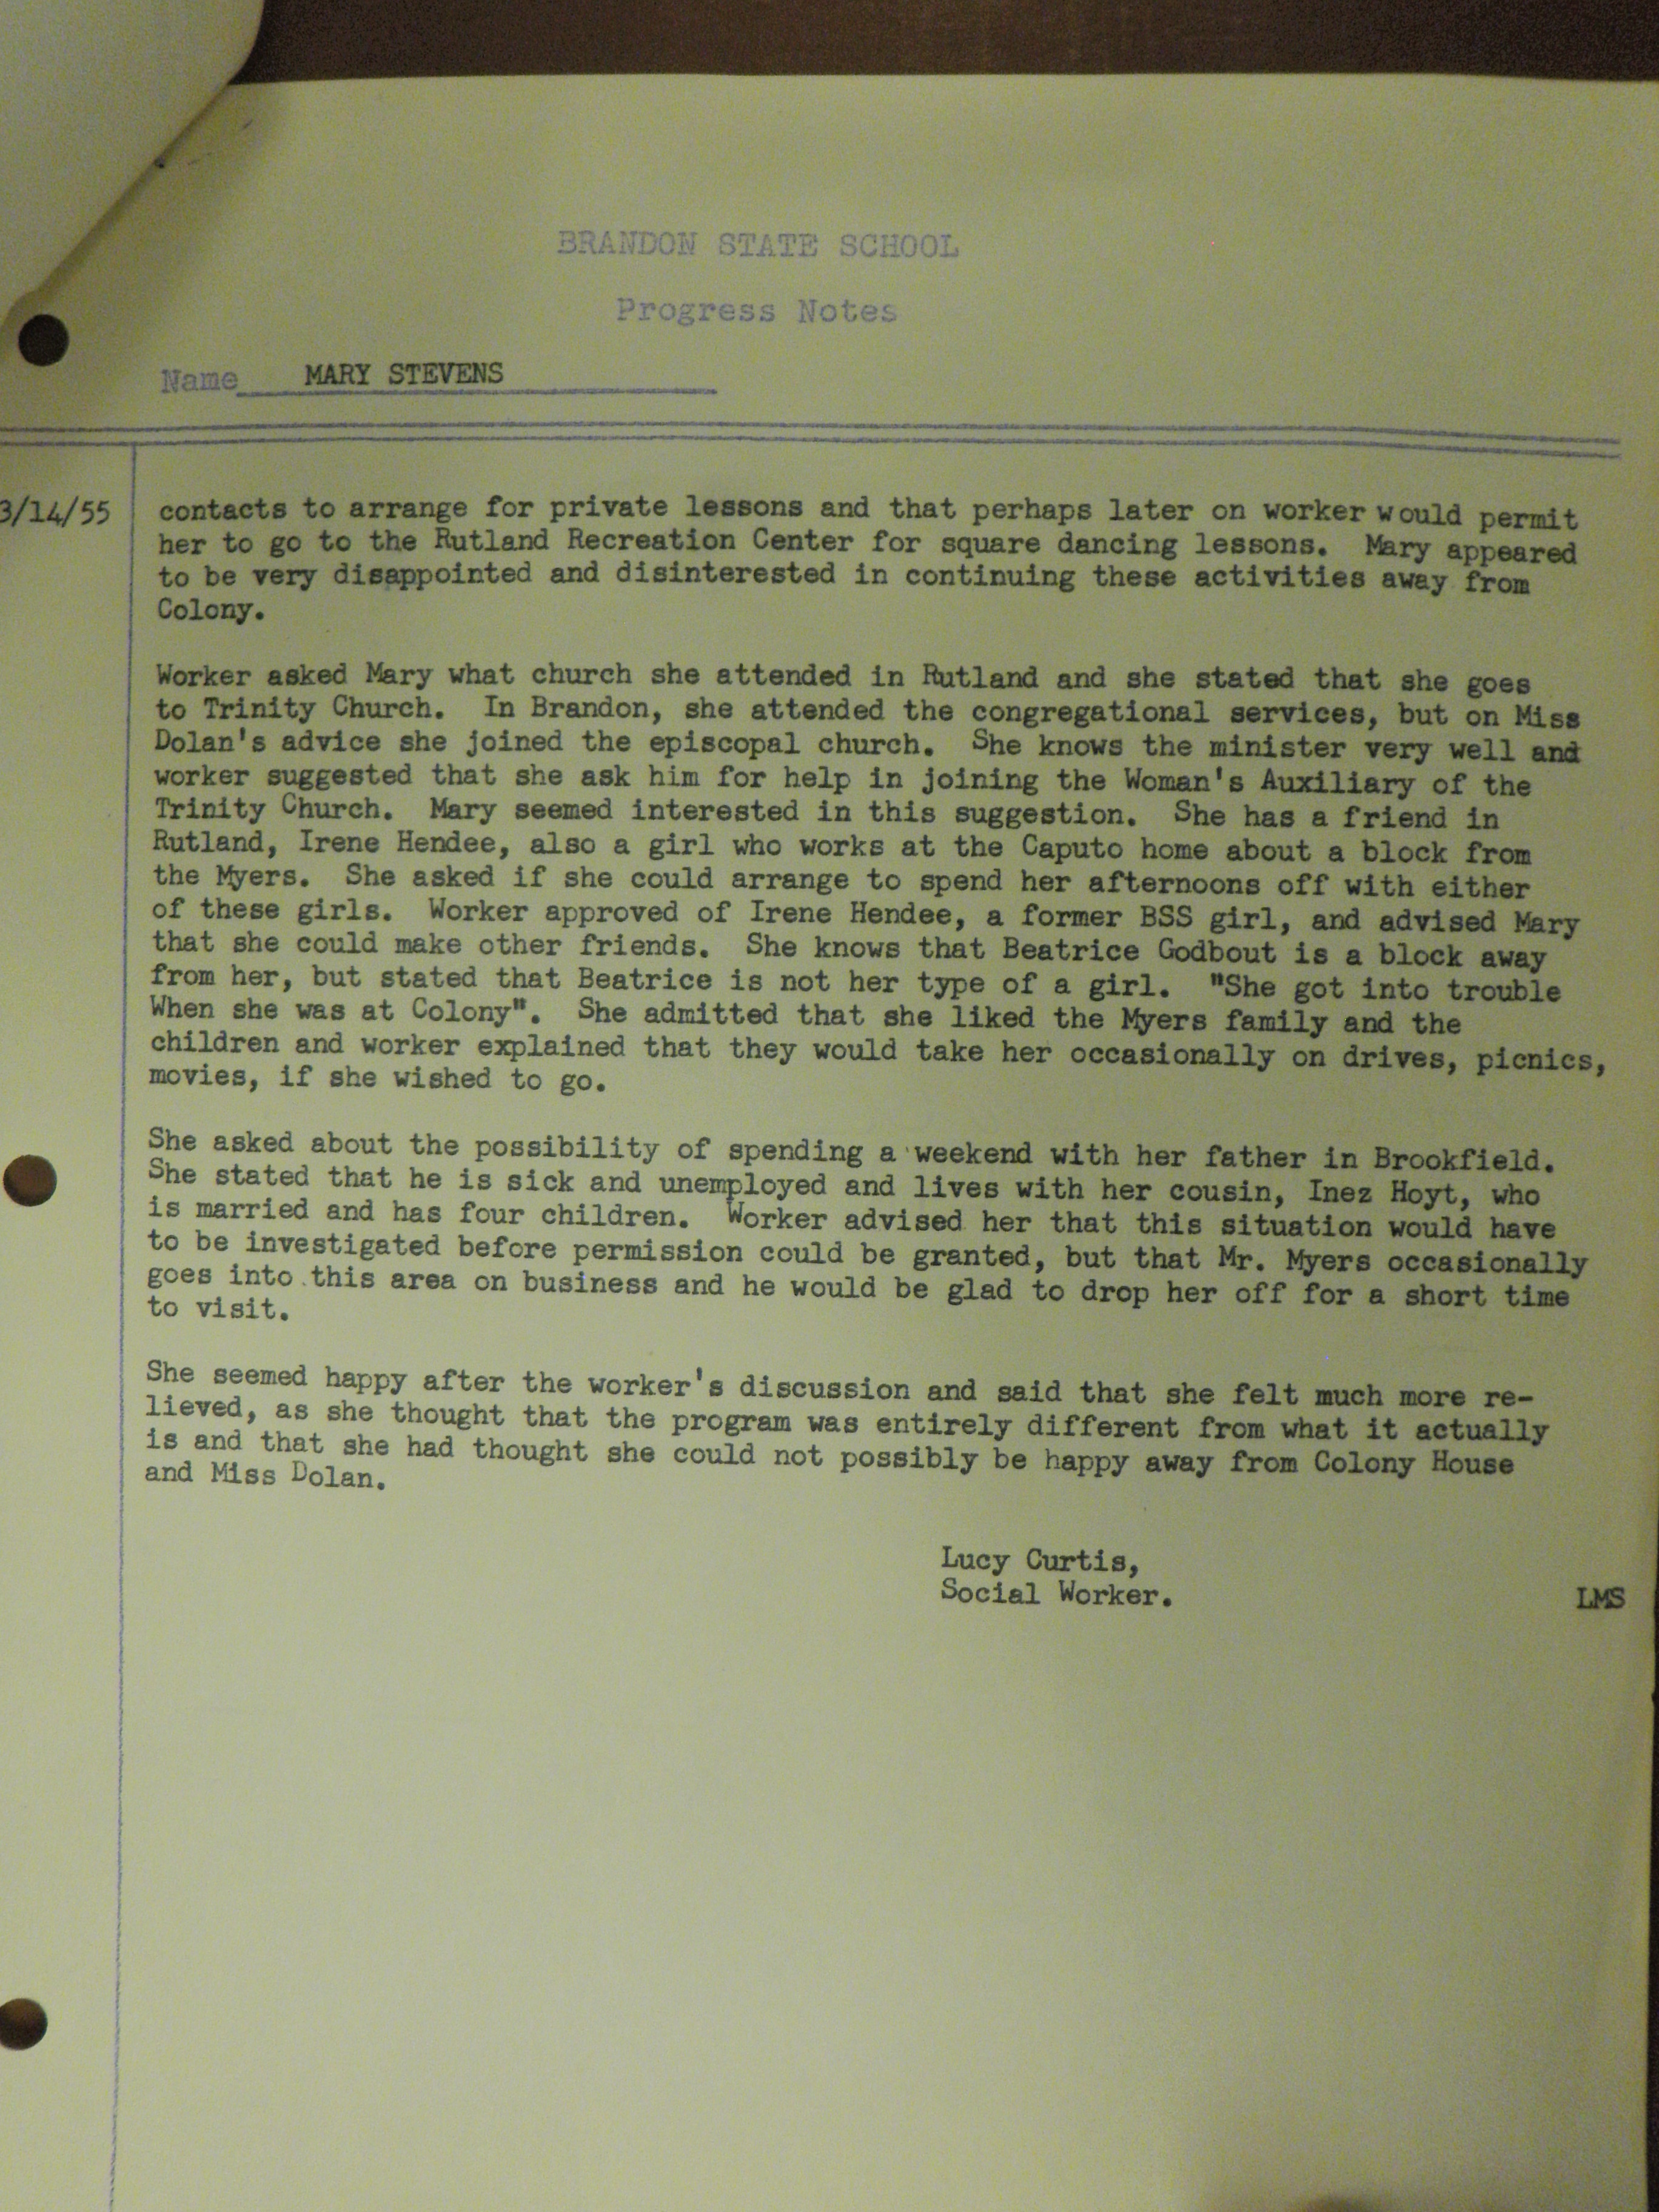 BRANDON STATE SCHOOL
Progress Notes
Name MARY STEVENS
3/14/55 contacts to arrange for private lessons and that perhaps later on worker would permit
her to go to the Rutland Recreation Center for square dancing lessons. Mary appeared
to be very disappointed and disinterested in continuing these activities away from
Colony.
Worker asked Mary what church she attended in Rutland and she stated that she goes
to Trinity Church. In Brandon, she attended the congregational services, but on Miss
Dolan's advice she joined the episcopal church. She knows the minister very well and
worker suggested that she ask him for help in joining the Woman's Auxiliary of the
Trinity Church. Mary seemed interested in this suggestion. She has a friend in
Rutland, Irene Hendee, also a girl who works at the Caputo home about a block from
the Myers. She asked if she could arrange to spend her afternoons off with either
of these girls. Worker approved of Irene Hendee, a former BSS girl, and advised Mary
that she could make other friends. She knows that Beatrice Godbout is a block away
from her, but stated that Beatrice is not her type of a girl. "She got into trouble
When she was at Colony". She admitted that she liked the Myers family and the
children and worker explained that they would take her occasionally on drives, picnics,
movies, if she wished to go.
She asked about the possibility of spending a weekend with her father in Brookfield.
She stated that he is sick and unemployed and lives with her cousin, Inez Hoyt, who
is married and has four children. Worker advised her that this situation would have
to be investigated before permission could be granted, but that Mr. Myers occasionally
goes into this area on business and he would be glad to drop her off for a short time
to visit.
She seemed happy after the worker's discussion and said that she felt much more re-
lieved, as she thought that the program was entirely different from what it actually
is and that she had thought she could not possibly be happy away from Colony House
and Miss Dolan.
Lucy Curtis,
Social Worker. LMS